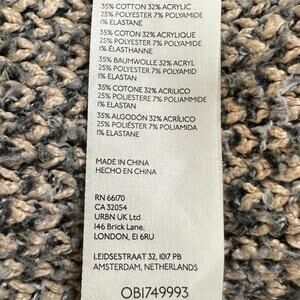 35% COTTON 32% ACRYLIC
25% POLYESTER 7% POLYAMIDE
1% ELASTANE
35% COTON 32% ACRYLIQUE
25% POLYESTER 7% POLYAMIDE
1% ÉLASTHANNE
35% BAUMWOLLE 32% ACRYL
25% POLYESTER 7% POLYAMID
1% ELASTAN
35% COTONE 32% ACRILICO
25% POLIESTERE 7% POLIAMMIDE
1% ELASTAN
35% ALGODÓN 32% ACRÍLICO
25% POLIÉSTER 7% POLIAMIDA
1% ELASTANO
MADE IN CHINA
HECHO EN CHINA
RN 66170
CA 32054
URBN UK Ltd.
146 Brick Lane,
LONDON, E1 6RU
LEIDSESTRAAT 32, 1017 PB
AMSTERDAM, NETHERLANDS
OB1749993